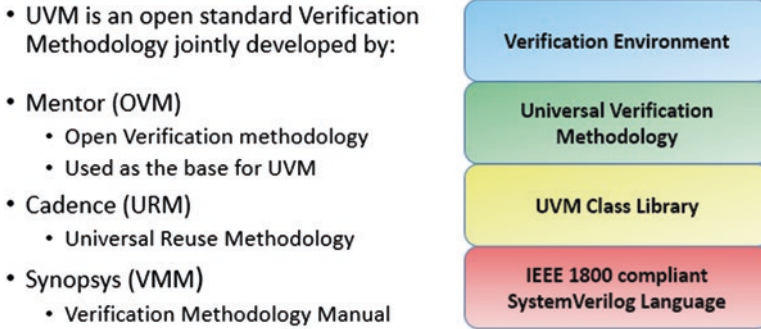 • UVM is an open standard Verification
Methodology jointly developed by:
• Mentor (OVM)
• Open Verification methodology
• Used as the base for UVM
• Cadence (URM)
• Universal Reuse Methodology
• Synopsys (VMM)
• Verification Methodology Manual
Verification Environment
Universal Verification
Methodology
UVM Class Library
IEEE 1800 compliant
SystemVerilog Language